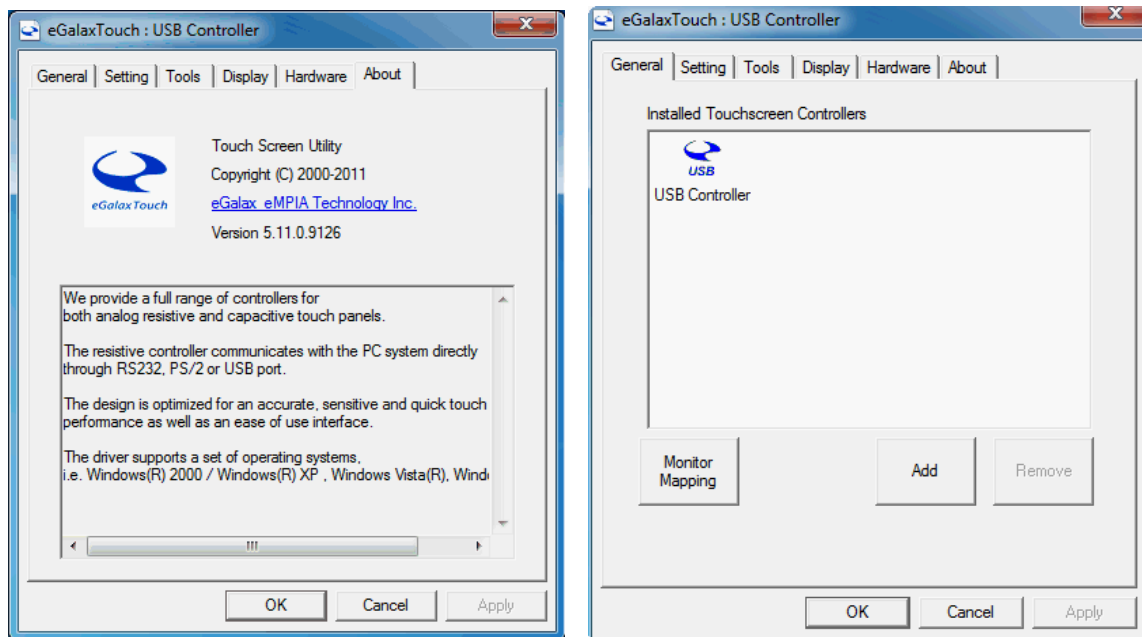 eGalaxTouch : USB Controller
General Setting Tools Display Hardware About
eGalaxTouch
Touch Screen Utility
Copyright (C) 2000-2011
eGalax_eMPIA Technology Inc.
Version 5.11.0.9126
We provide a full range of controllers for
both analog resistive and capacitive touch panels.
The resistive controller communicates with the PC system directly
through RS232, PS/2 or USB port.
The design is optimized for an accurate, sensitive and quick touch
performance as well as an ease of use interface.
The driver supports a set of operating systems,
i.e. Windows(R) 2000 / Windows(R) XP , Windows Vista(R),
OK Cancel Apply
eGalaxTouch : USB Controller
General Setting Tools Display Hardware About
Installed Touchscreen Controllers
USB
USB Controller
Monitor
Mapping
Add Remove
OK Cancel Apply